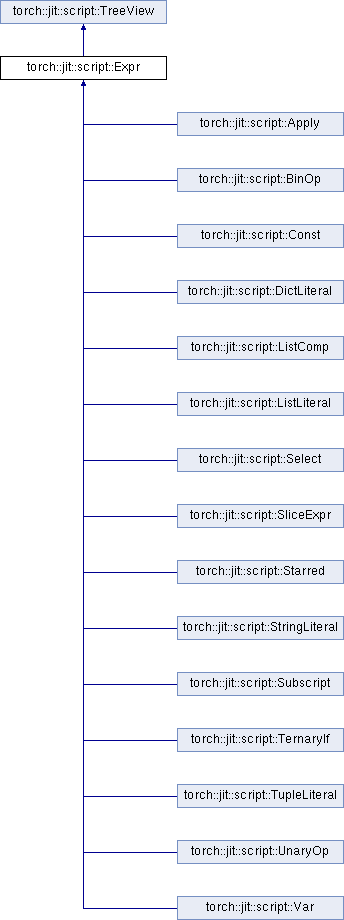 torch::jit::script::TreeView
torch::jit::script::Expr
torch::jit::script::Apply
torch::jit::script::BinOp
torch::jit::script::Const
torch::jit::script::DictLiteral
torch::jit::script::ListComp
torch::jit::script::ListLiteral
torch::jit::script::Select
torch::jit::script::SliceExpr
torch::jit::script::Starred
torch::jit::script::StringLiteral
torch::jit::script::Subscript
torch::jit::script::TernaryIf
torch::jit::script::TupleLiteral
torch::jit::script::UnaryOp
torch::jit::script::Var